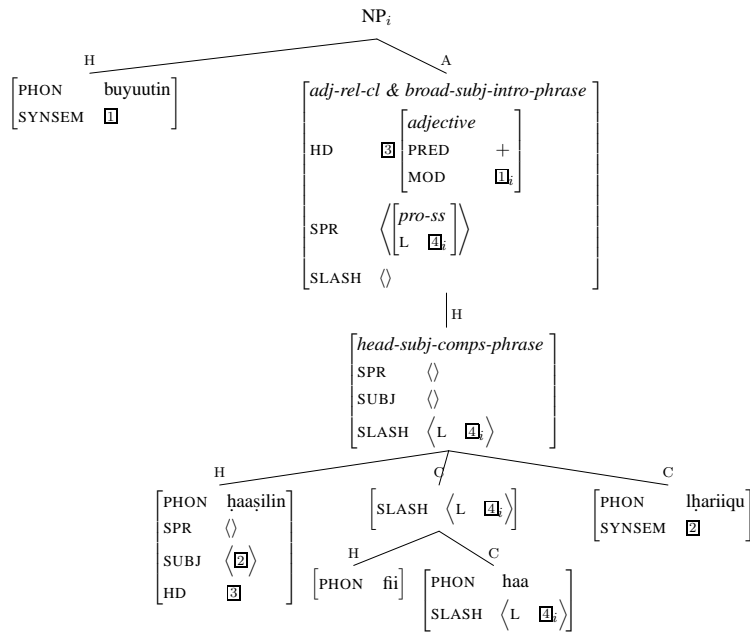 NPi
H A
PHON buyuutin
SYNSEM 1
adj-rel-cl & broad-subj-intro-phrase
adjective
HD 3 PRED +
MOD 1i
pro-ss
SPR ⟨ L 4i ⟩
SLASH ⟨⟩
H
head-subj-comps-phrase
SPR ⟨⟩
SUBJ ⟨⟩
SLASH ⟨L 4i⟩
H C C
PHON ḥaaṣilin
SPR ⟨⟩
SUBJ ⟨2⟩
HD 3
SLASH ⟨L 4i⟩
PHON lḥariiqu
SYNSEM 2
H C
PHON fii
PHON haa
SLASH ⟨L 4i⟩